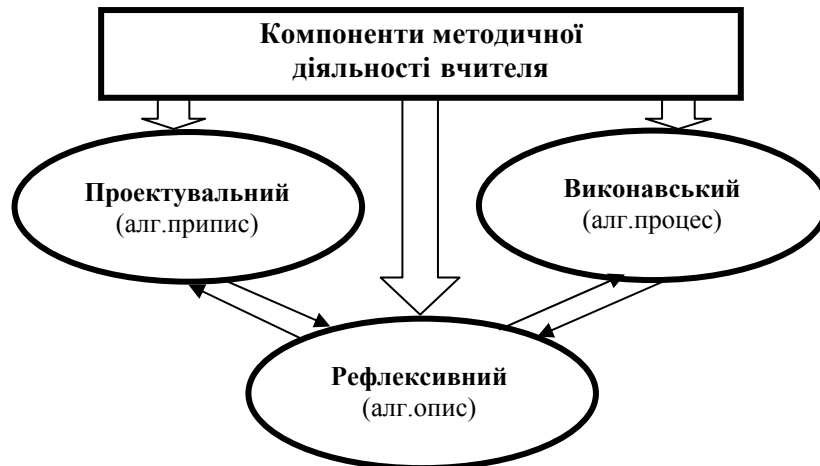 Компоненти методичної
діяльності вчителя
Проектувальний
(алг.припис)
Виконавський
(алг.процес)
Рефлексивний
(алг.опис)